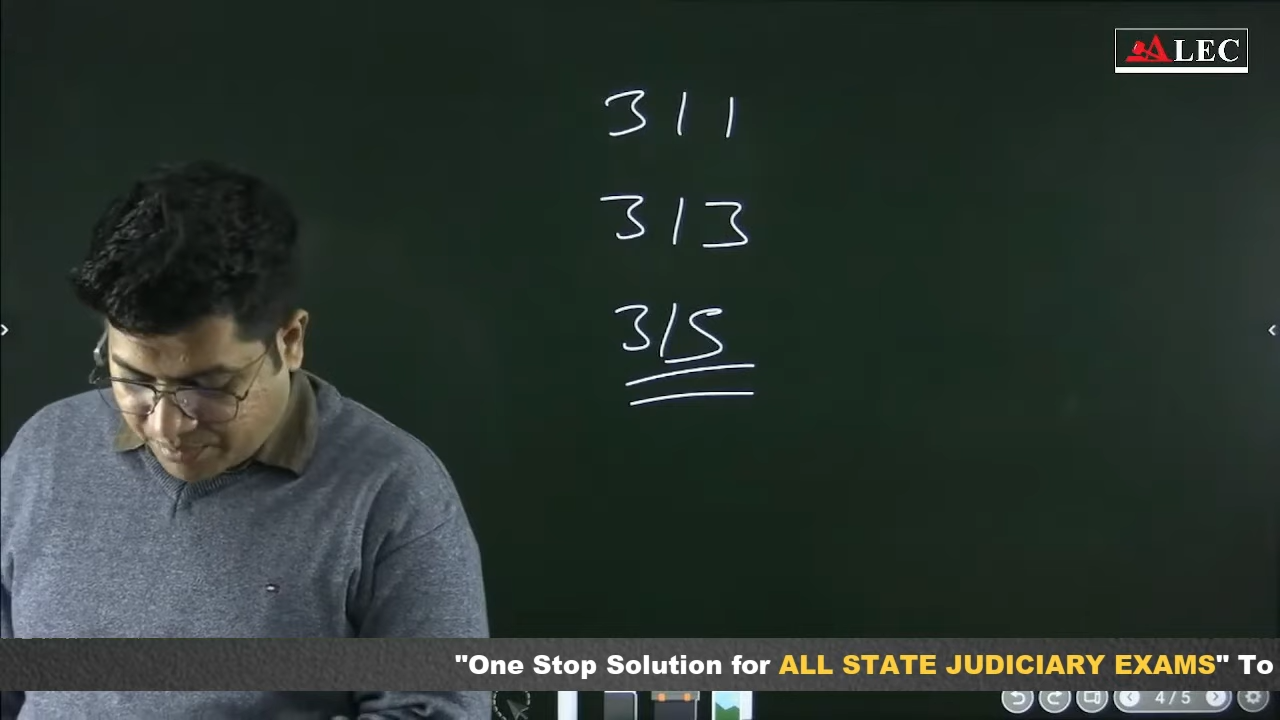 ALEC
311
313
315
"One Stop Solution for ALL STATE JUDICIARY EXAMS" To
4/5